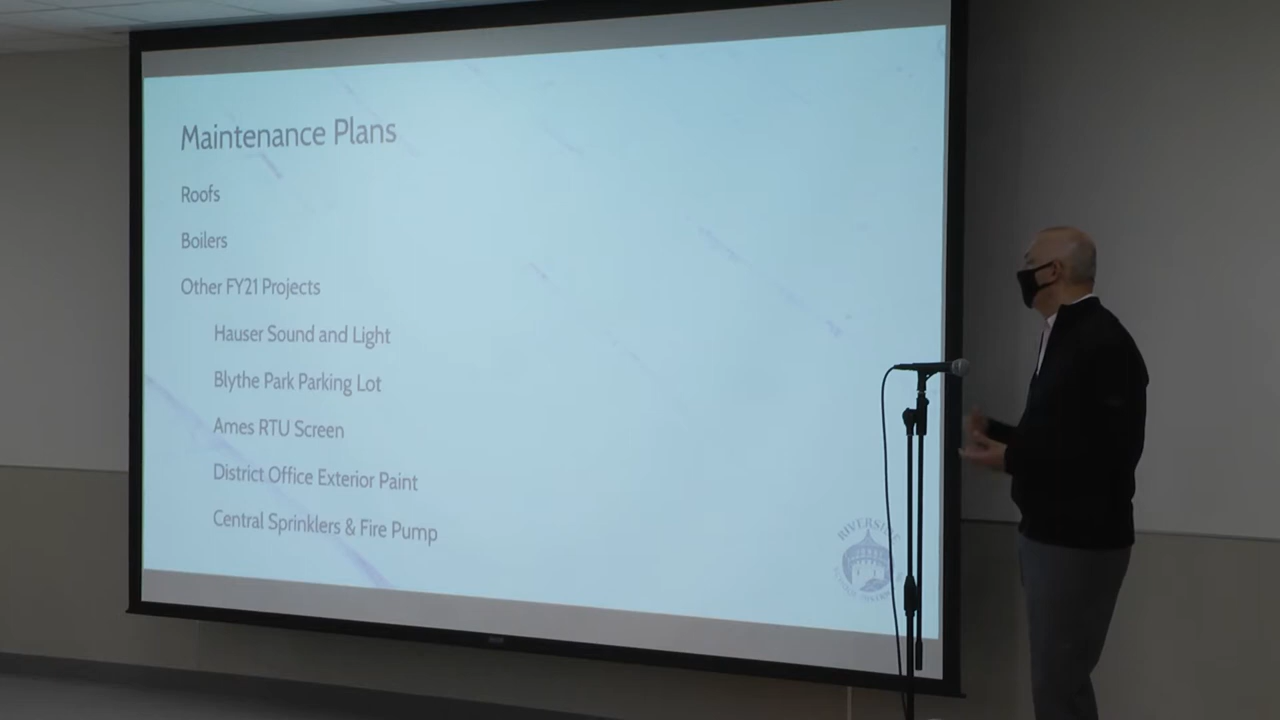 Maintenance Plans
Roofs
Boilers
Other FY21 Projects
Hauser Sound and Light
Blythe Park Parking Lot
Ames RTU Screen
District Office Exterior Paint
Central Sprinklers & Fire Pump
RIVERSIDE